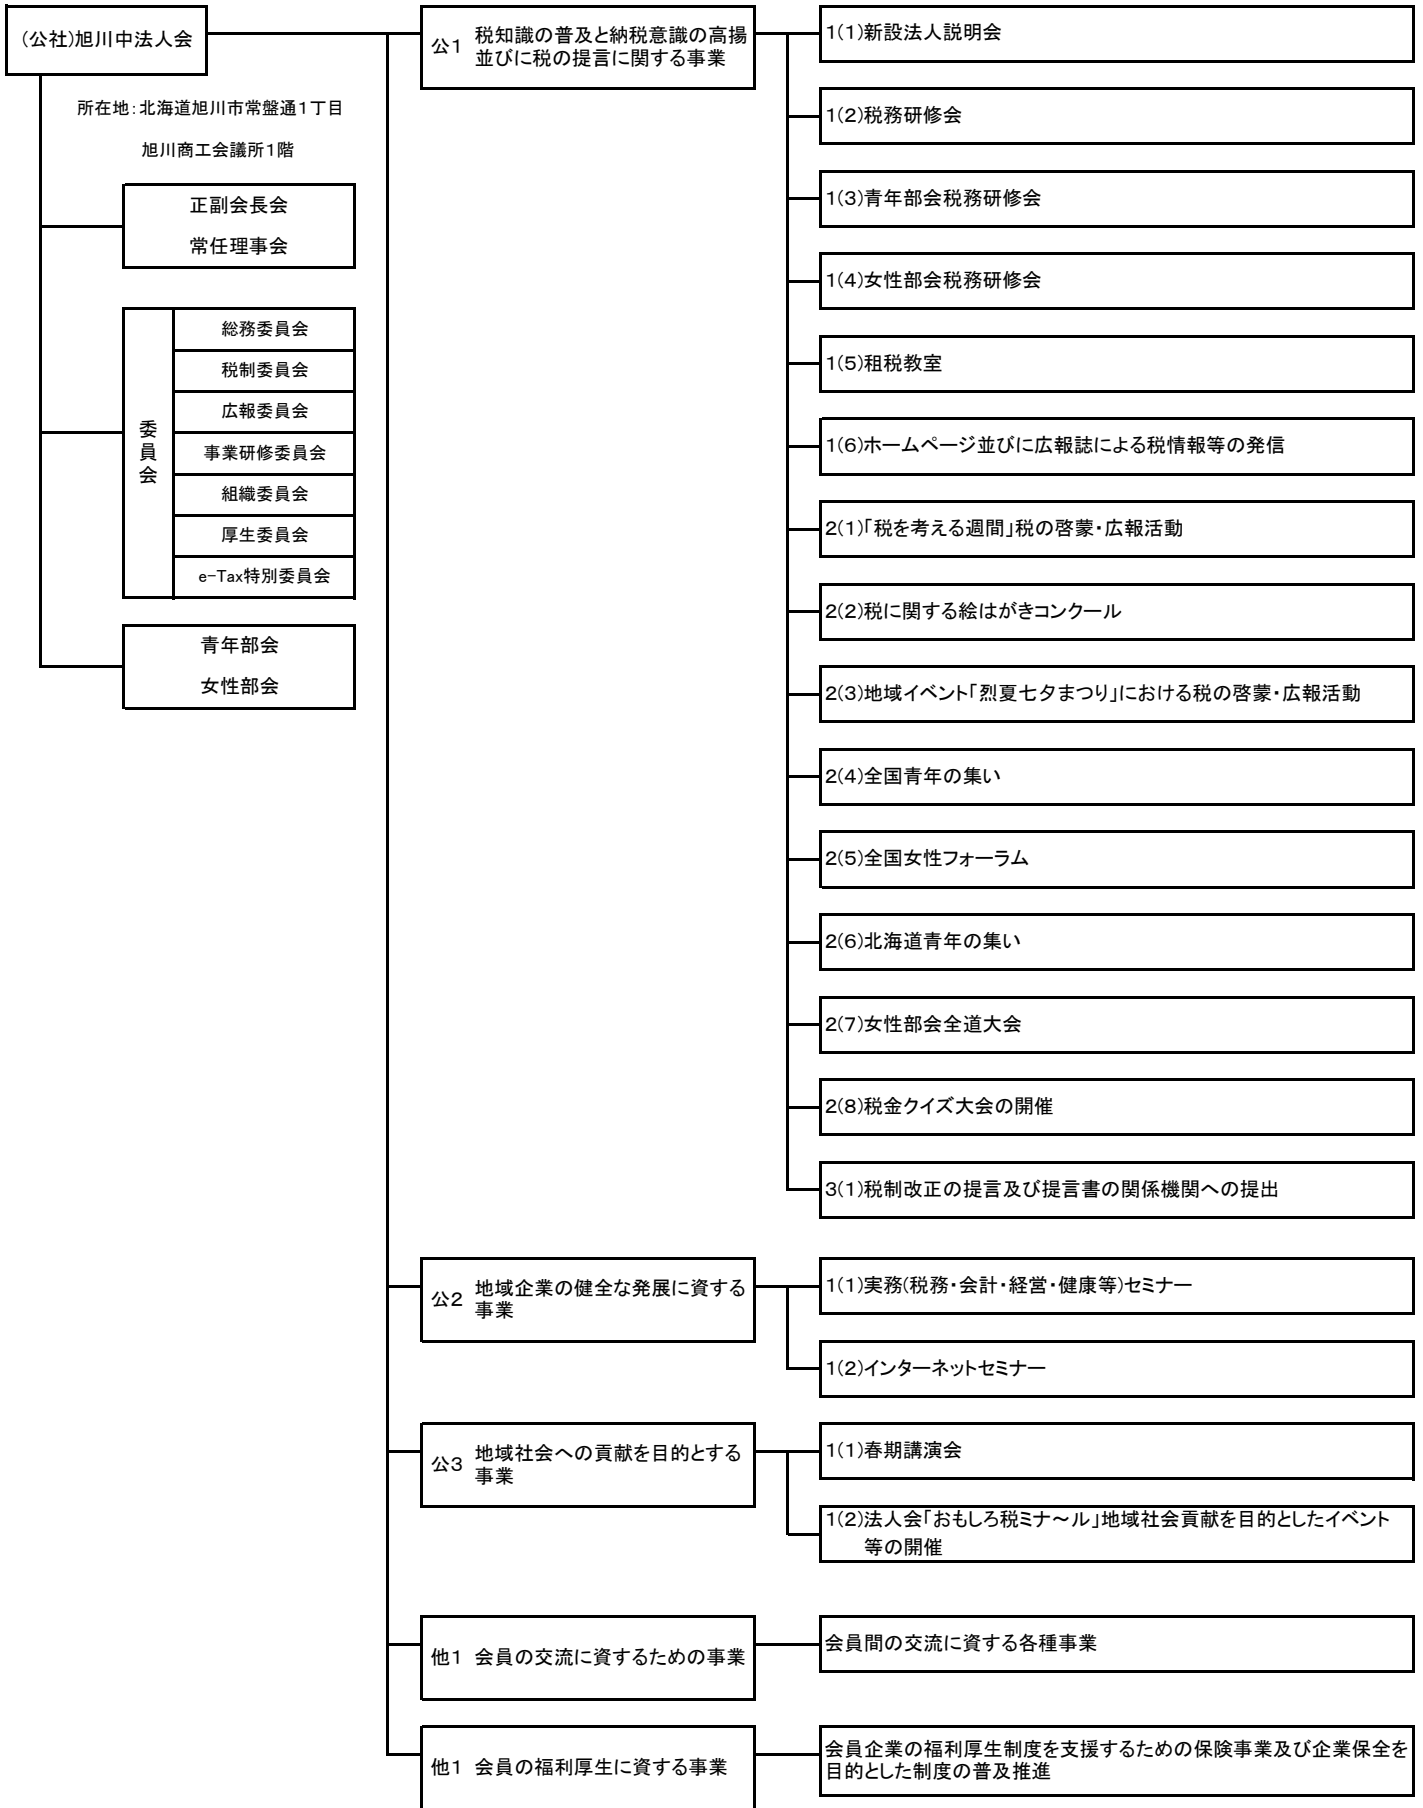 (公社)旭川中法人会
所在地：北海道旭川市常盤通１丁目
旭川商工会議所１階
正副会長会
常任理事会
委員会
総務委員会
税制委員会
広報委員会
事業研修委員会
組織委員会
厚生委員会
e-Tax特別委員会
青年部会
女性部会
公１ 税知識の普及と納税意識の高揚
並びに税の提言に関する事業
1(1)新設法人説明会
1(2)税務研修会
1(3)青年部会税務研修会
1(4)女性部会税務研修会
1(5)租税教室
1(6)ホームページ並びに広報誌による税情報等の発信
2(1)「税を考える週間」税の啓蒙・広報活動
2(2)税に関する絵はがきコンクール
2(3)地域イベント「烈夏七夕まつり」における税の啓蒙・広報活動
2(4)全国青年の集い
2(5)全国女性フォーラム
2(6)北海道青年の集い
2(7)女性部会全道大会
2(8)税金クイズ大会の開催
3(1)税制改正の提言及び提言書の関係機関への提出
公２ 地域企業の健全な発展に資する
事業
1(1)実務(税務・会計・経営・健康等)セミナー
1(2)インターネットセミナー
公３ 地域社会への貢献を目的とする
事業
1(1)春期講演会
1(2)法人会「おもしろ税ミナ～ル」地域社会貢献を目的としたイベント
等の開催
他１ 会員の交流に資するための事業
会員間の交流に資する各種事業
他１ 会員の福利厚生に資する事業
会員企業の福利厚生制度を支援するための保険事業及び企業保全を
目的とした制度の普及推進